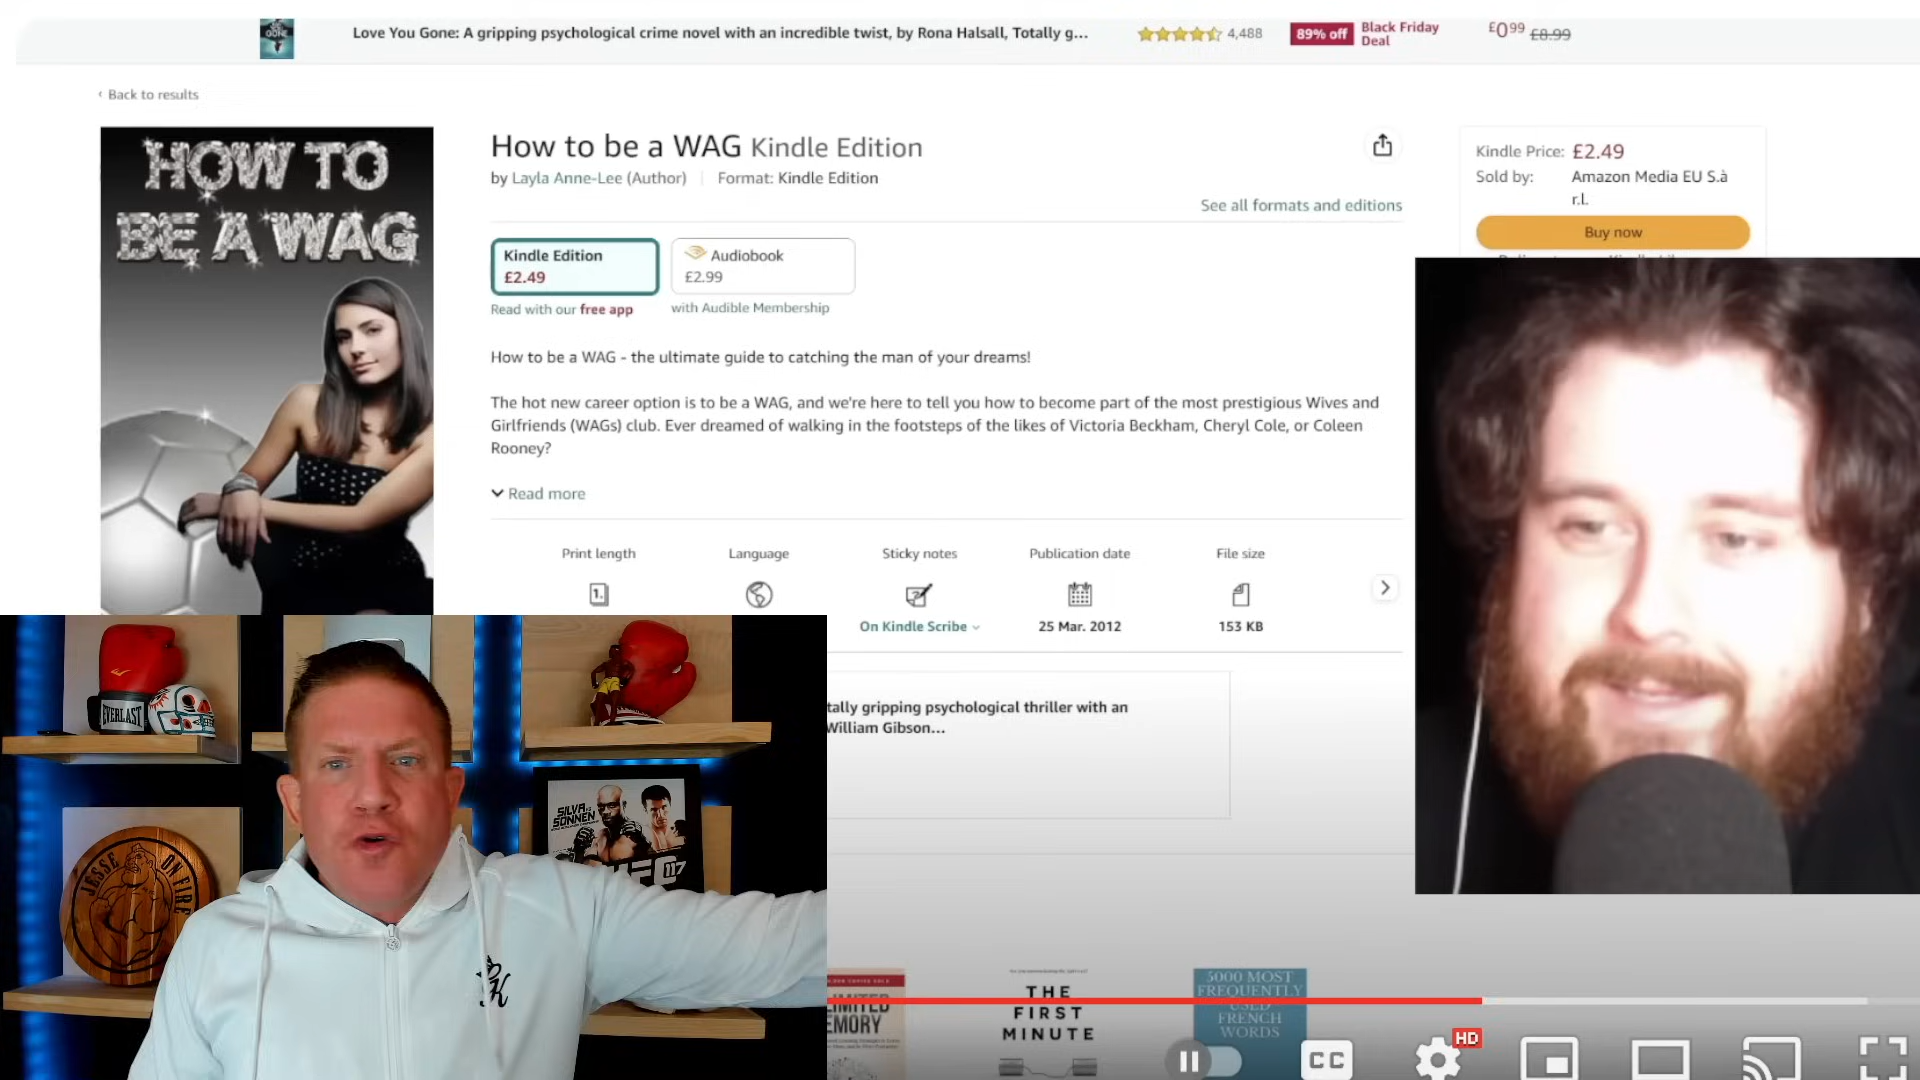 Love You Gone: A gripping psychological crime novel with an incredible twist, by Rona Halsall, Totally g...
4,488
89% off
Black Friday
Deal
£0.99 £8.99
‹ Back to results
HOW TO
BE A WAG
How to be a WAG Kindle Edition
by Layla Anne-Lee (Author) | Format: Kindle Edition
See all formats and editions
Kindle Edition
£2.49
Audiobook
£2.99
Read with our free app
with Audible Membership
How to be a WAG - the ultimate guide to catching the man of your dreams!
The hot new career option is to be a WAG, and we're here to tell you how to become part of the most prestigious Wives and
Girlfriends (WAGs) club. Ever dreamed of walking in the footsteps of the likes of Victoria Beckham, Cheryl Cole, or Coleen
Rooney?
Read more
Print length
Language
Sticky notes
Publication date
File size
On Kindle Scribe
25 Mar. 2012
153 KB
Kindle Price: £2.49
Sold by: Amazon Media EU S.à
r.l.
Buy now
tally gripping psychological thriller with an
William Gibson...
EVERLAST
JESSE ON FIRE
SILVA
SONNEN
UFC 117
GK
THE
FIRST
MINUTE
5000 MOST
FREQUENTLY
USED
FRENCH
WORDS
CC
HD